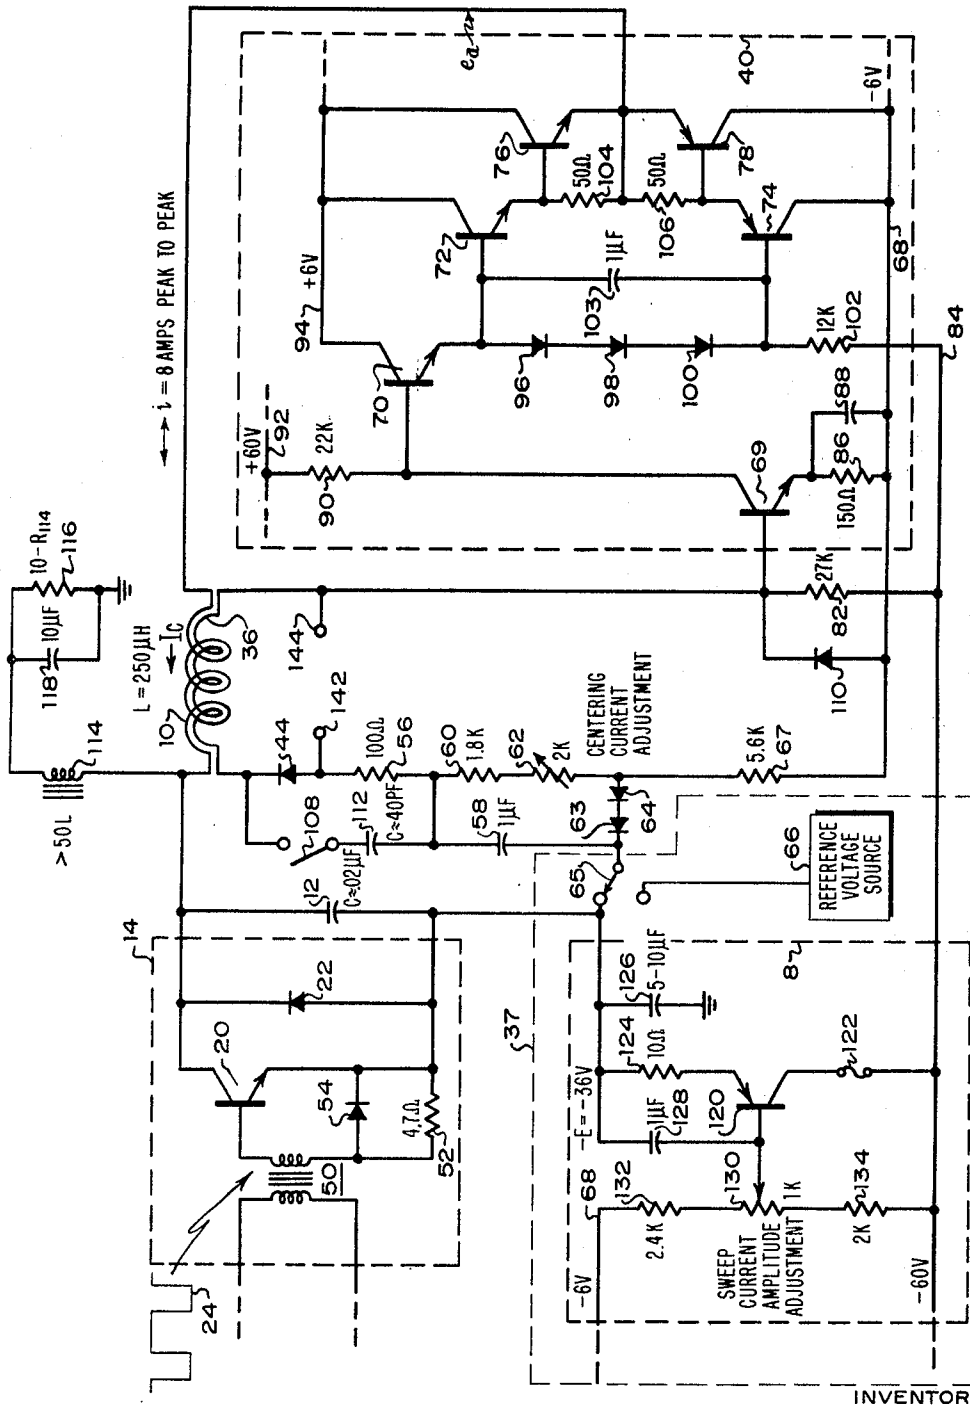 i = 8 AMPS PEAK TO PEAK
e_a
40
-6V
+6V
94
76
78
50Ω
104
50Ω
106
72
74
68
1µF
103
84
70
96
98
100
12K
102
+60V
92
22K
90
69
88
86
150Ω
10-R114
116
10µF
118
114
>50L
L=250µH
Ic
36
10
144
27K
82
110
142
44
100Ω
56
60
1.8K
62
2K
CENTERING
CURRENT
ADJUSTMENT
5.6K
67
108
112
C≈40PF
C≈.02µF
58
1µF
63
64
65
66
REFERENCE
VOLTAGE
SOURCE
12
14
22
20
54
4.7Ω
52
50
24
37
8
126
5-10µF
124
10Ω
-E=-36V
1µF
128
120
122
68
132
130
1K
134
2.4K
2K
-6V
SWEEP
CURRENT
AMPLITUDE
ADJUSTMENT
-60V
INVENTOR